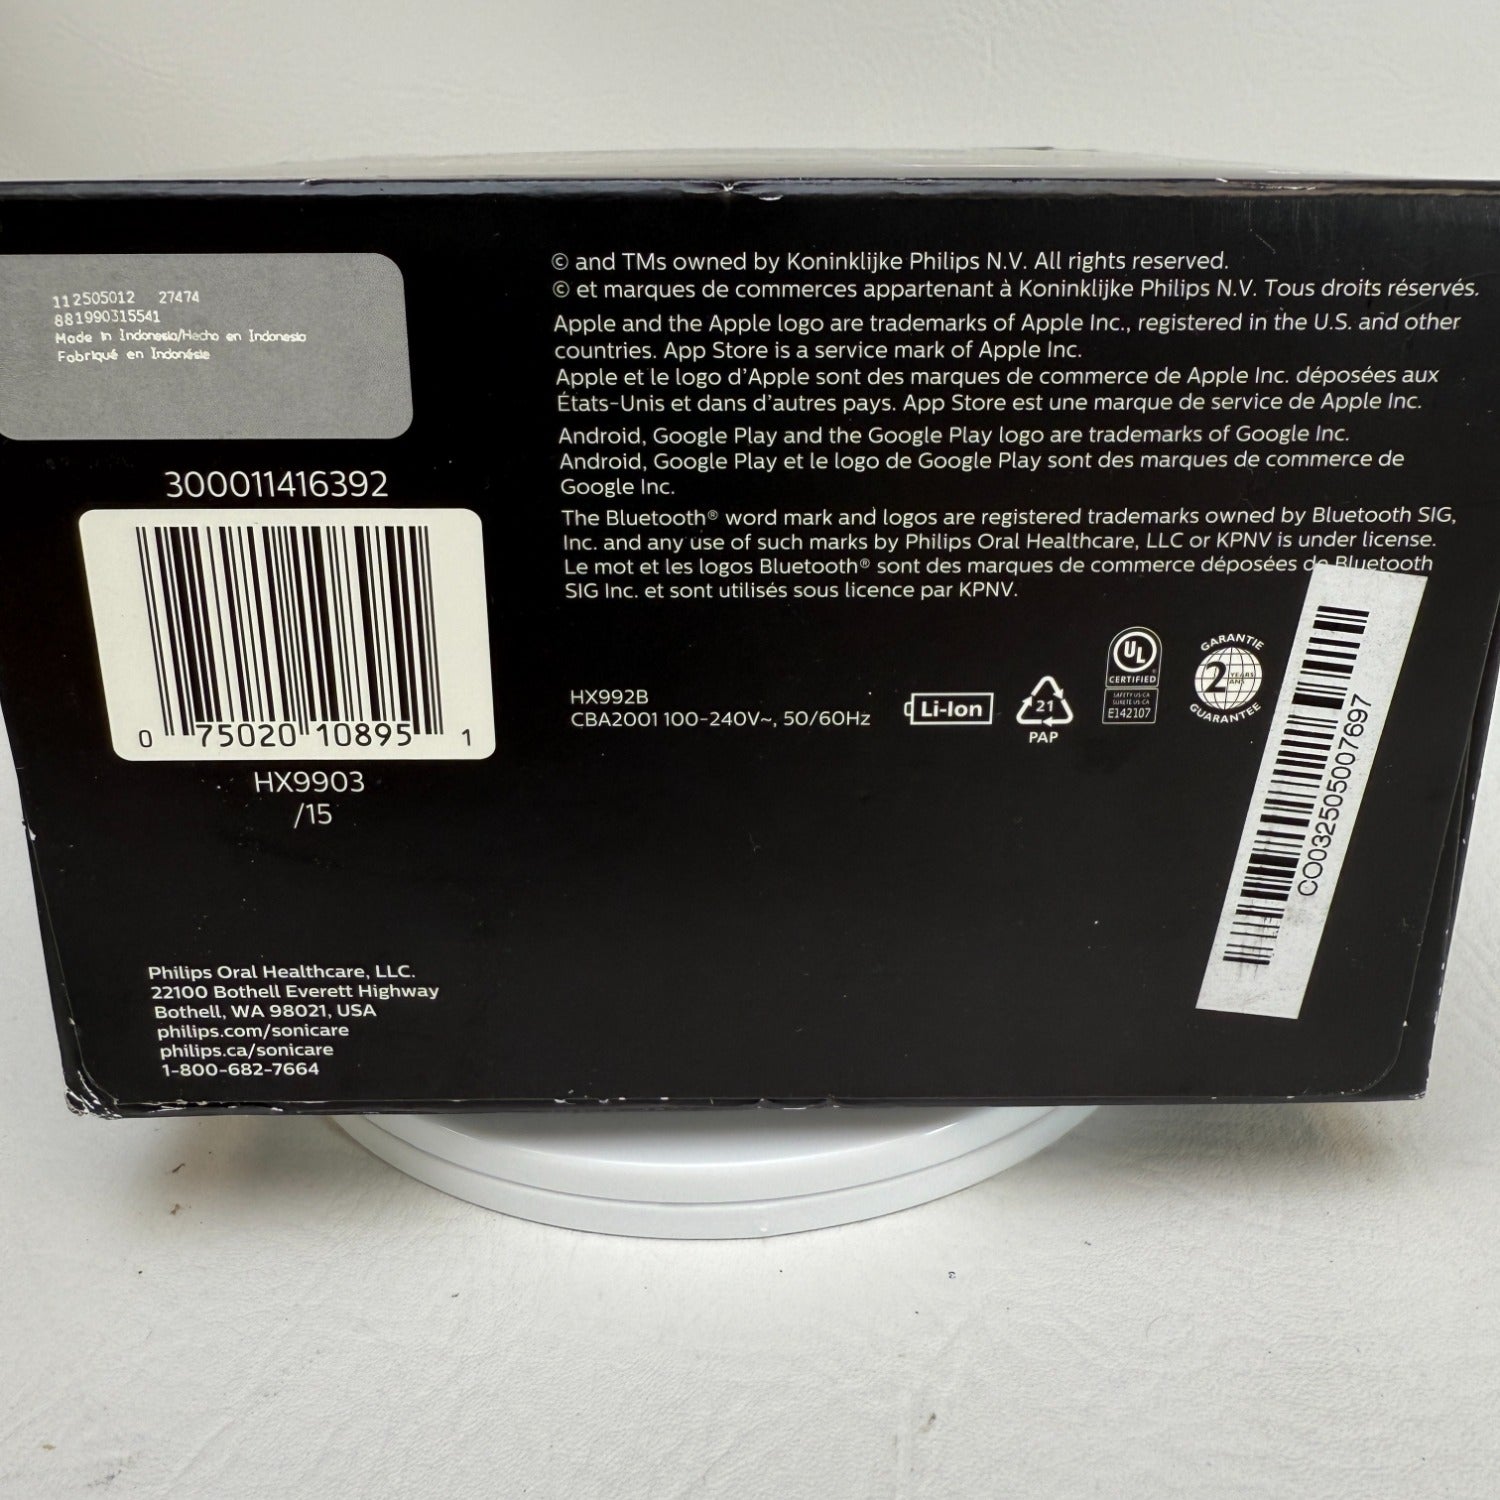 112505012 27474
881990315541
Made in Indonesia/Hecho en Indonesia
Fabriqué en Indonésie
300011416392
0 75020 10895 1
HX9903
/15
Philips Oral Healthcare, LLC.
22100 Bothell Everett Highway
Bothell, WA 98021, USA
philips.com/sonicare
philips.ca/sonicare
1-800-682-7664
© and TMs owned by Koninklijke Philips N.V. All rights reserved.
© et marques de commerces appartenant à Koninklijke Philips N.V. Tous droits réservés.
Apple and the Apple logo are trademarks of Apple Inc., registered in the U.S. and other
countries. App Store is a service mark of Apple Inc.
Apple et le logo d'Apple sont des marques de commerce de Apple Inc. déposées aux
États-Unis et dans d'autres pays. App Store est une marque de service de Apple Inc.
Android, Google Play and the Google Play logo are trademarks of Google Inc.
Android, Google Play et le logo de Google Play sont des marques de commerce de
Google Inc.
The Bluetooth® word mark and logos are registered trademarks owned by Bluetooth SIG,
Inc. and any use of such marks by Philips Oral Healthcare, LLC or KPNV is under license.
Le mot et les logos Bluetooth® sont des marques de commerce déposées de Bluetooth
SIG Inc. et sont utilisés sous licence par KPNV.
HX992B
CBA2001 100-240V~, 50/60Hz
Li-Ion
21
PAP
UL
CERTIFIED
SAFETY US-CA
SÛRETÉ US-CA
E142107
GARANTIE
2 YEARS
ANS
GUARANTEE
CO032505007697